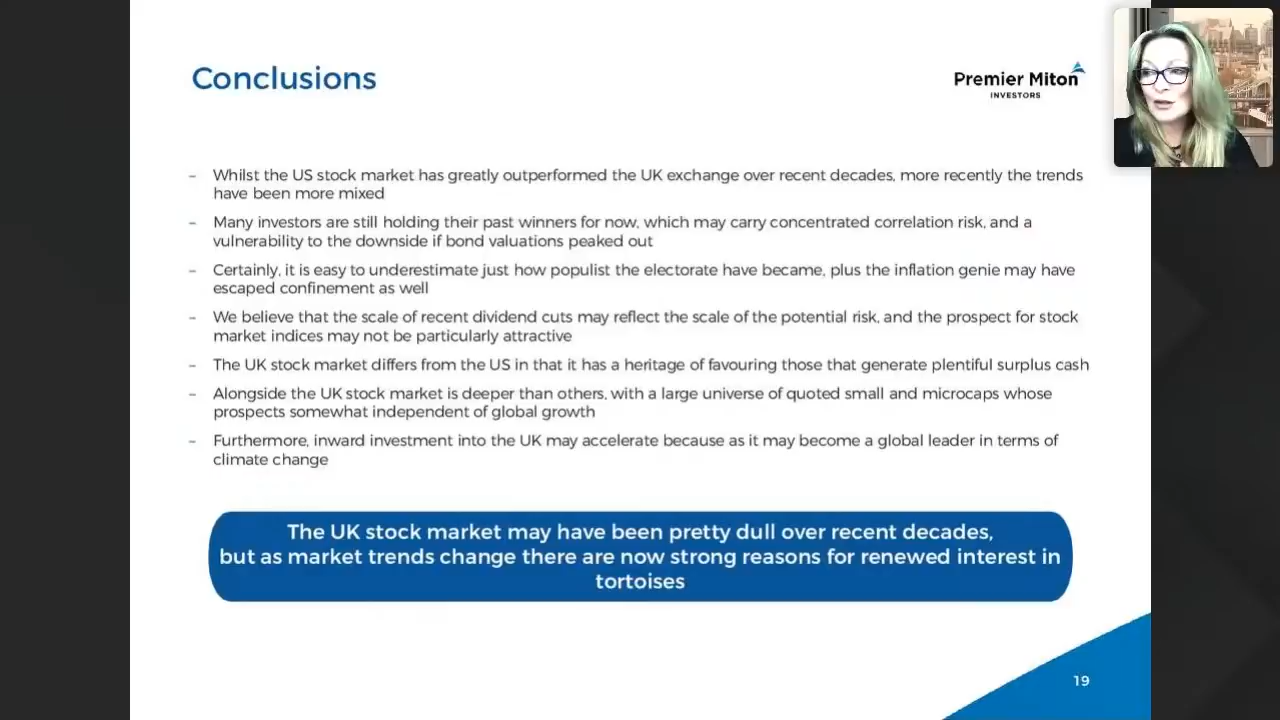 Conclusions
Premier Miton
INVESTORS
– Whilst the US stock market has greatly outperformed the UK exchange over recent decades, more recently the trends
have been more mixed
– Many investors are still holding their past winners for now, which may carry concentrated correlation risk, and a
vulnerability to the downside if bond valuations peaked out
– Certainly, it is easy to underestimate just how populist the electorate have became, plus the inflation genie may have
escaped confinement as well
– We believe that the scale of recent dividend cuts may reflect the scale of the potential risk, and the prospect for stock
market indices may not be particularly attractive
– The UK stock market differs from the US in that it has a heritage of favouring those that generate plentiful surplus cash
– Alongside the UK stock market is deeper than others, with a large universe of quoted small and microcaps whose
prospects somewhat independent of global growth
– Furthermore, inward investment into the UK may accelerate because as it may become a global leader in terms of
climate change
The UK stock market may have been pretty dull over recent decades,
but as market trends change there are now strong reasons for renewed interest in
tortoises
19